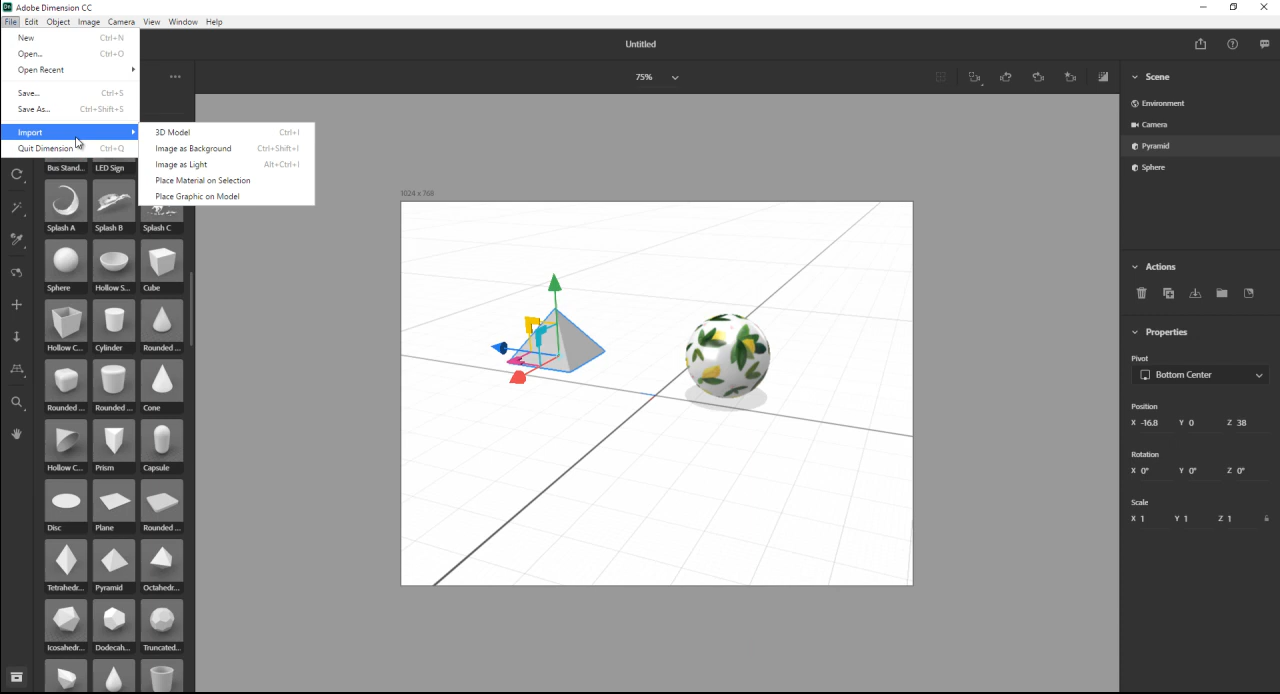 Dn Adobe Dimension CC
File Edit Object Image Camera View Window Help
New Ctrl+N
Open... Ctrl+O
Open Recent
Save... Ctrl+S
Save As... Ctrl+Shift+S
Import
Quit Dimension Ctrl+Q
3D Model Ctrl+I
Image as Background Ctrl+Shift+I
Image as Light Alt+Ctrl+I
Place Material on Selection
Place Graphic on Model
Untitled
75%
Bus Stand... LED Sign
Splash A Splash B Splash C
Sphere Hollow S... Cube
Hollow C... Cylinder Rounded ...
Rounded ... Rounded ... Cone
Hollow C... Prism Capsule
Disc Plane Rounded ...
Tetrahedr... Pyramid Octahedr...
Icosahedr... Dodecah... Truncated...
1024 x 768
Scene
Environment
Camera
Pyramid
Sphere
Actions
Properties
Pivot
Bottom Center
Position
X -16.8 Y 0 Z 38
Rotation
X 0° Y 0° Z 0°
Scale
X 1 Y 1 Z 1